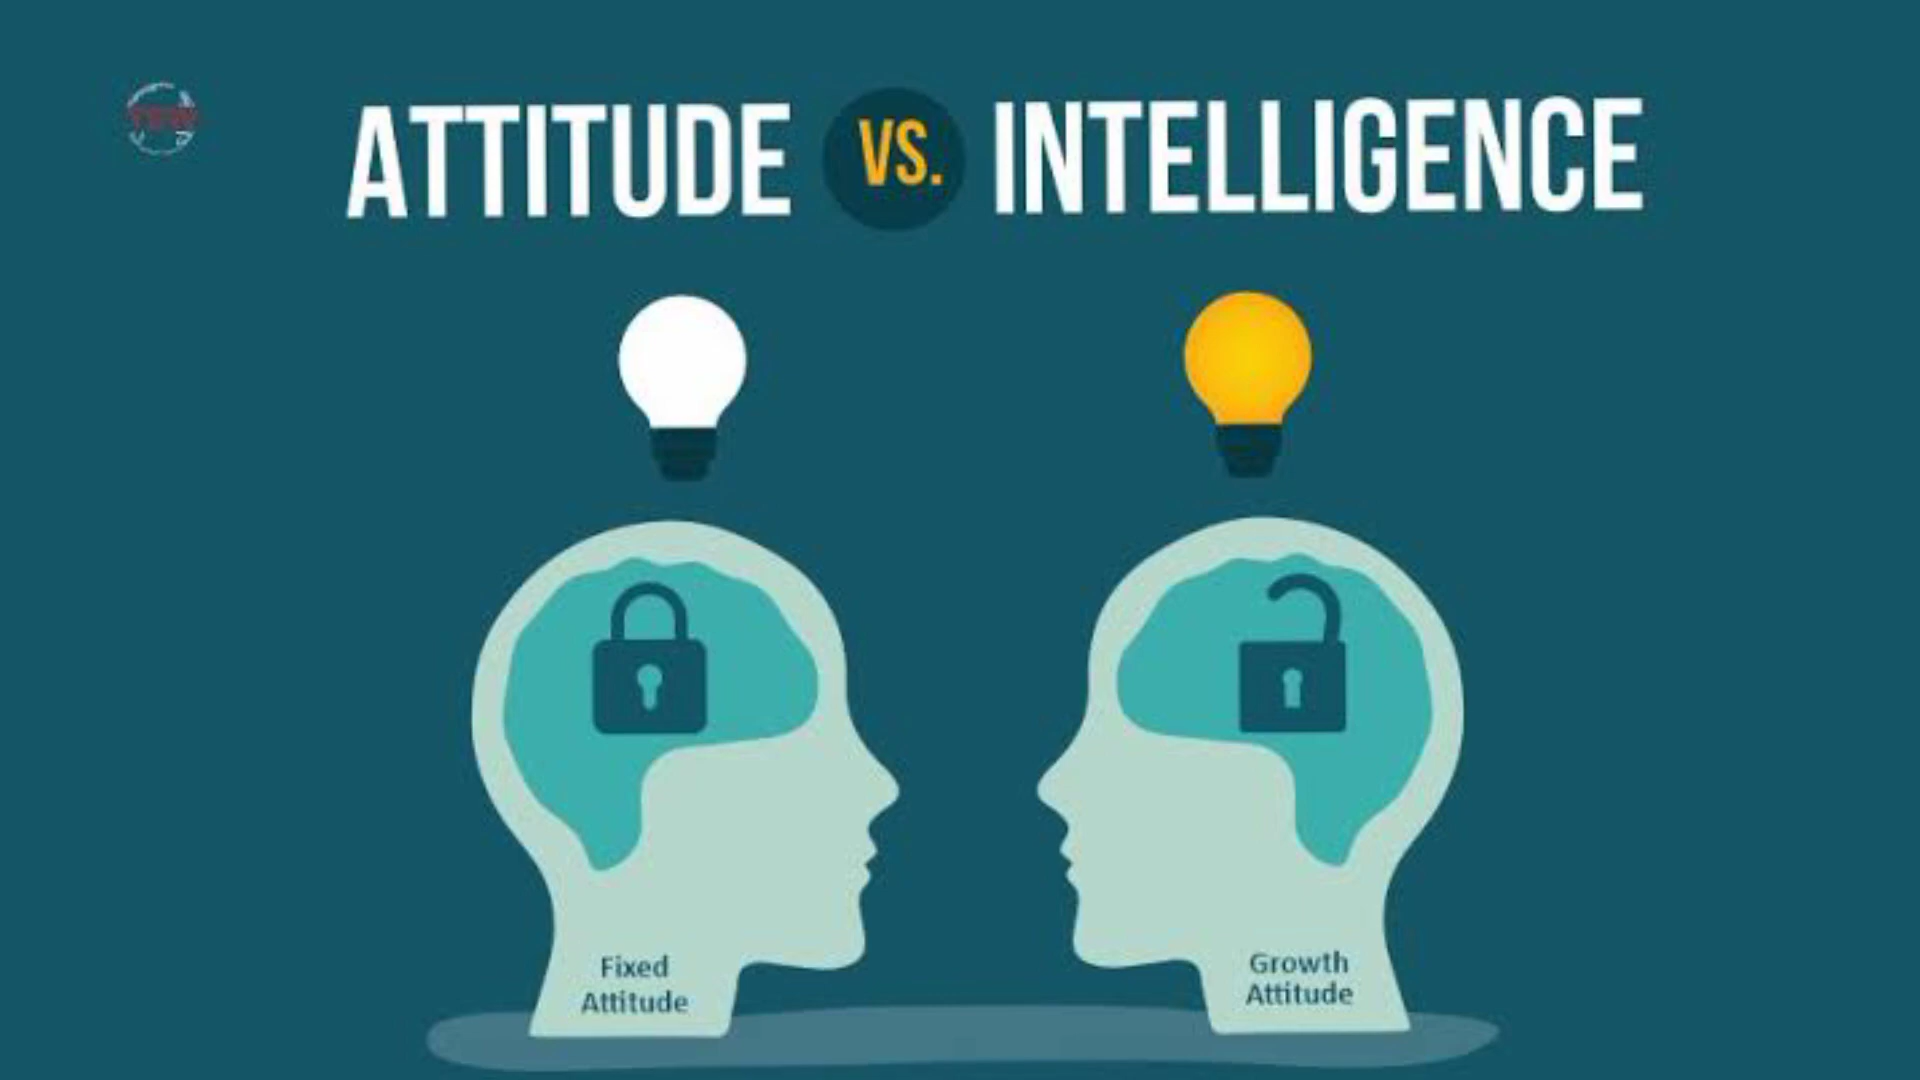 ATTITUDE VS. INTELLIGENCE
Fixed
Attitude
Growth
Attitude